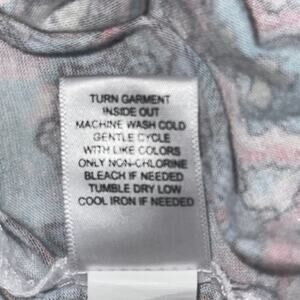 TURN GARMENT
INSIDE OUT
MACHINE WASH COLD
GENTLE CYCLE
WITH LIKE COLORS
ONLY NON-CHLORINE
BLEACH IF NEEDED
TUMBLE DRY LOW
COOL IRON IF NEEDED